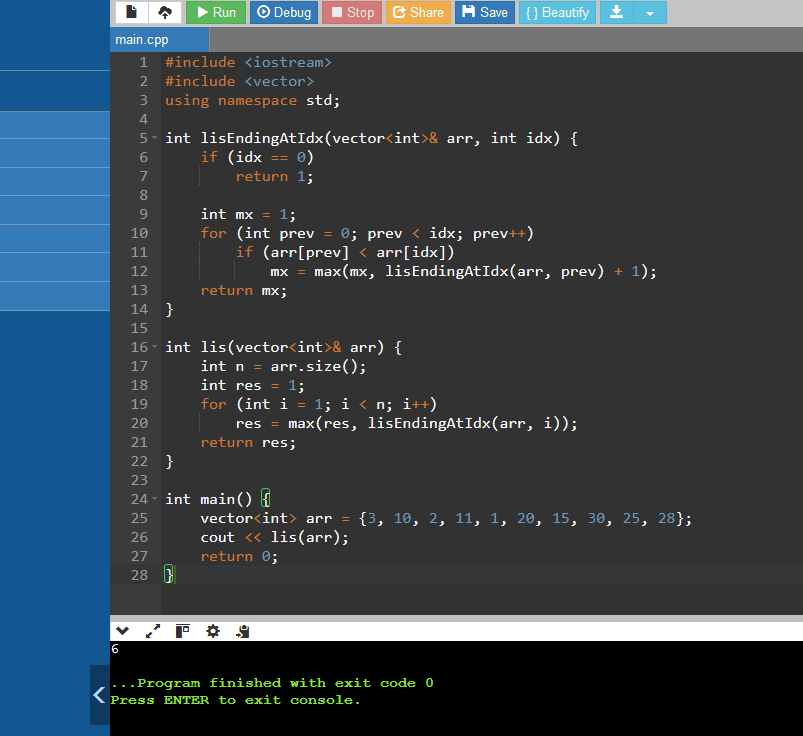 Run Debug Stop Share Save { } Beautify
main.cpp
1 #include <iostream>
2 #include <vector>
3 using namespace std;
4
5 int lisEndingAtIdx(vector<int>& arr, int idx) {
6     if (idx == 0)
7         return 1;
8
9     int mx = 1;
10     for (int prev = 0; prev < idx; prev++)
11         if (arr[prev] < arr[idx])
12             mx = max(mx, lisEndingAtIdx(arr, prev) + 1);
13     return mx;
14 }
15
16 int lis(vector<int>& arr) {
17     int n = arr.size();
18     int res = 1;
19     for (int i = 1; i < n; i++)
20         res = max(res, lisEndingAtIdx(arr, i));
21     return res;
22 }
23
24 int main() {
25     vector<int> arr = {3, 10, 2, 11, 1, 20, 15, 30, 25, 28};
26     cout << lis(arr);
27     return 0;
28 }
6
...Program finished with exit code 0
Press ENTER to exit console.